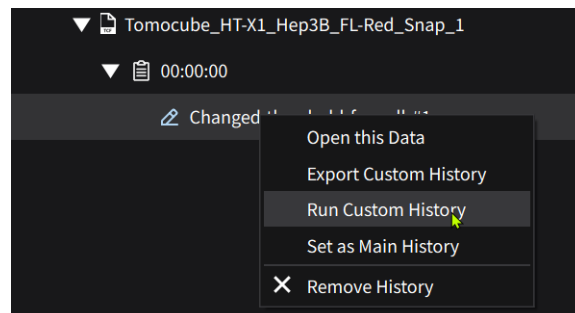 Tomocube_HT-X1_Hep3B_FL-Red_Snap_1
00:00:00
Changed
Open this Data
Export Custom History
Run Custom History
Set as Main History
Remove History